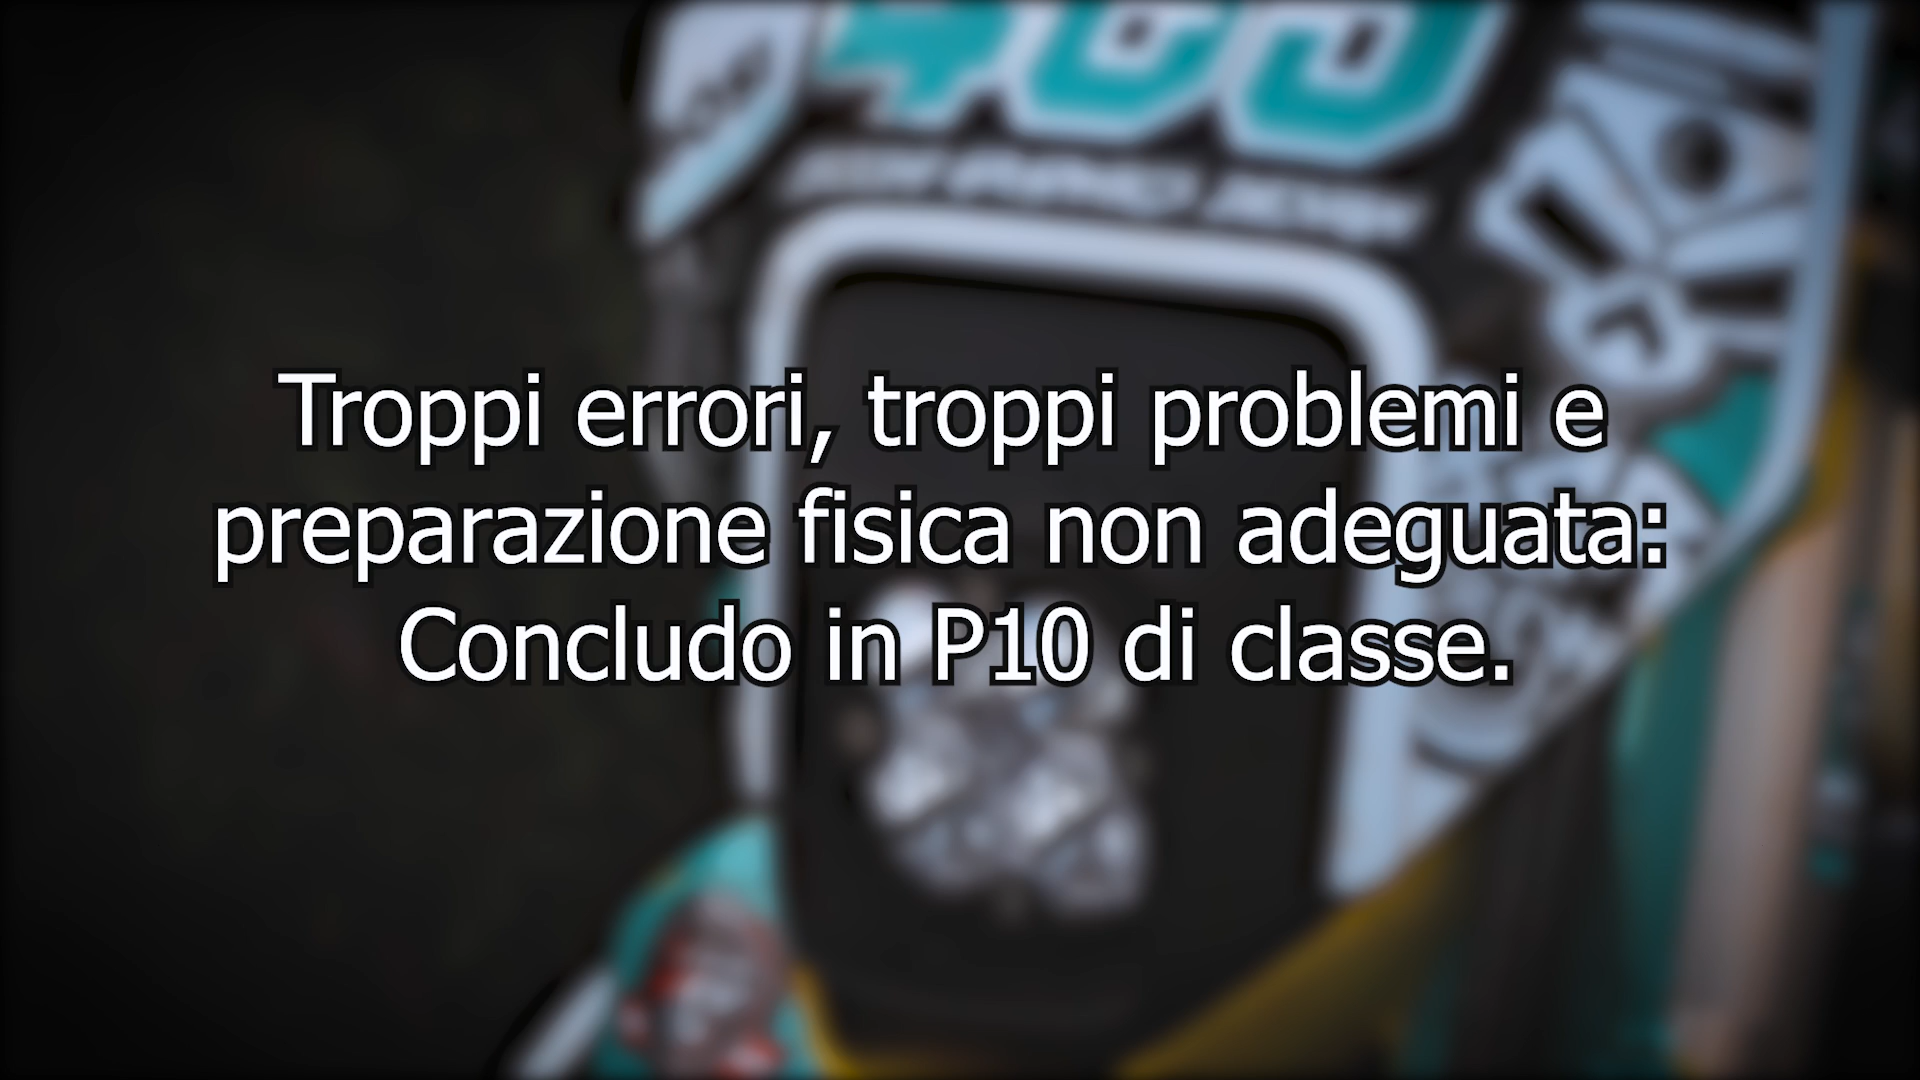 Troppi errori, troppi problemi e
preparazione fisica non adeguata:
Concludo in P10 di classe.